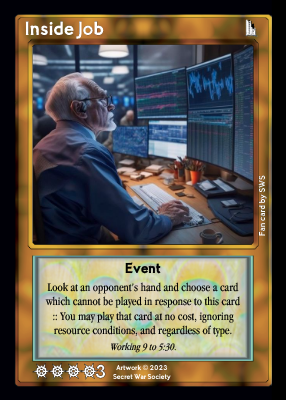 Inside Job
Fan card by SWS
Event
Look at an opponent's hand and choose a card
which cannot be played in response to this card
:: You may play that card at no cost, ignoring
resource conditions, and regardless of type.
Working 9 to 5:30.
3
Artwork © 2023
Secret War Society